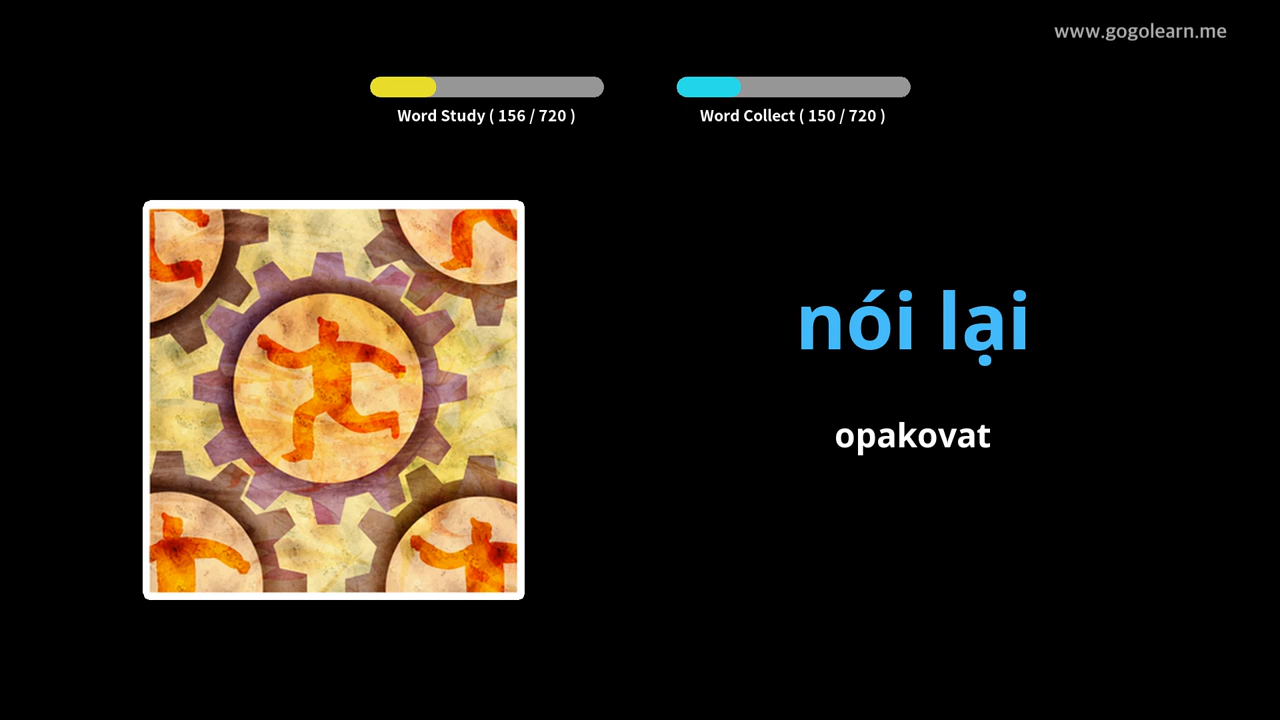 www.gogolearn.me
Word Study ( 156 / 720 )
Word Collect ( 150 / 720 )
nói lại
opakovat